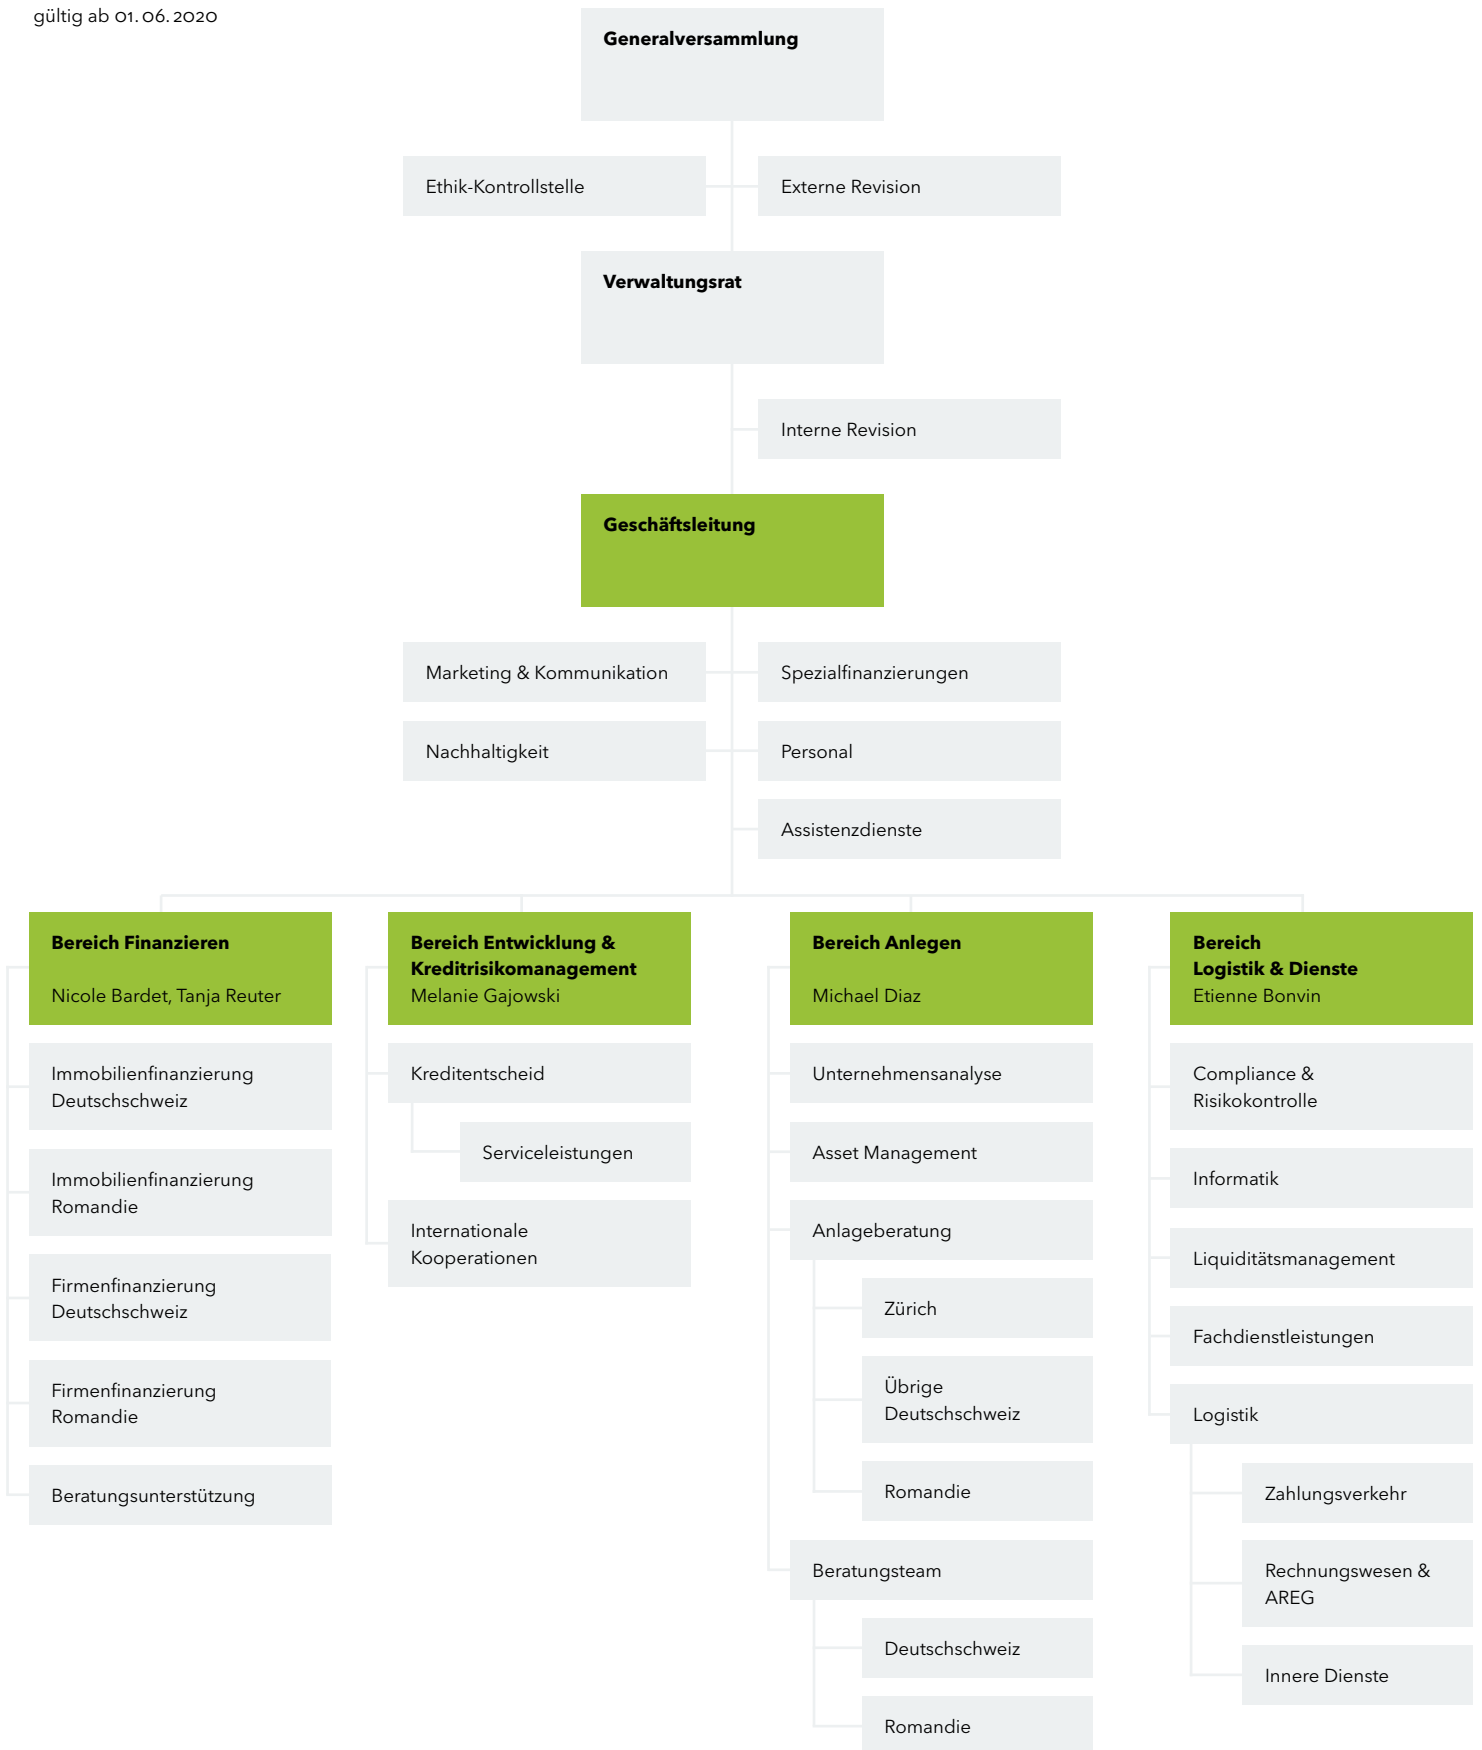 gültig ab 01. 06. 2020
Generalversammlung
Ethik-Kontrollstelle
Externe Revision
Verwaltungsrat
Interne Revision
Geschäftsleitung
Marketing & Kommunikation
Spezialfinanzierungen
Nachhaltigkeit
Personal
Assistenzdienste
Bereich Finanzieren
Nicole Bardet, Tanja Reuter
Immobilienfinanzierung
Deutschschweiz
Immobilienfinanzierung
Romandie
Firmenfinanzierung
Deutschschweiz
Firmenfinanzierung
Romandie
Beratungsunterstützung
Bereich Entwicklung &
Kreditrisikomanagement
Melanie Gajowski
Kreditentscheid
Serviceleistungen
Internationale
Kooperationen
Bereich Anlegen
Michael Diaz
Unternehmensanalyse
Asset Management
Anlageberatung
Zürich
Übrige
Deutschschweiz
Romandie
Beratungsteam
Deutschschweiz
Romandie
Bereich
Logistik & Dienste
Etienne Bonvin
Compliance &
Risikokontrolle
Informatik
Liquiditätsmanagement
Fachdienstleistungen
Logistik
Zahlungsverkehr
Rechnungswesen &
AREG
Innere Dienste